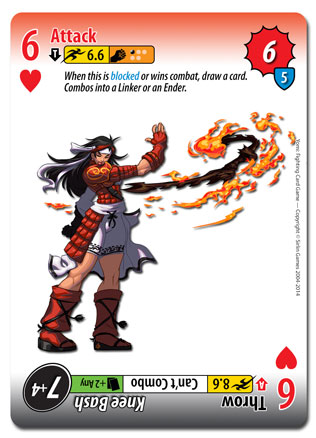 6 Attack
6.6
6
5
When this is blocked or wins combat, draw a card.
Combos into a Linker or an Ender.
Yomi: Fighting Card Game — Copyright © Sirlin Games 2004-2014
6 Throw
8.6 Can't Combo +2 Any
Knee Bash
7+4